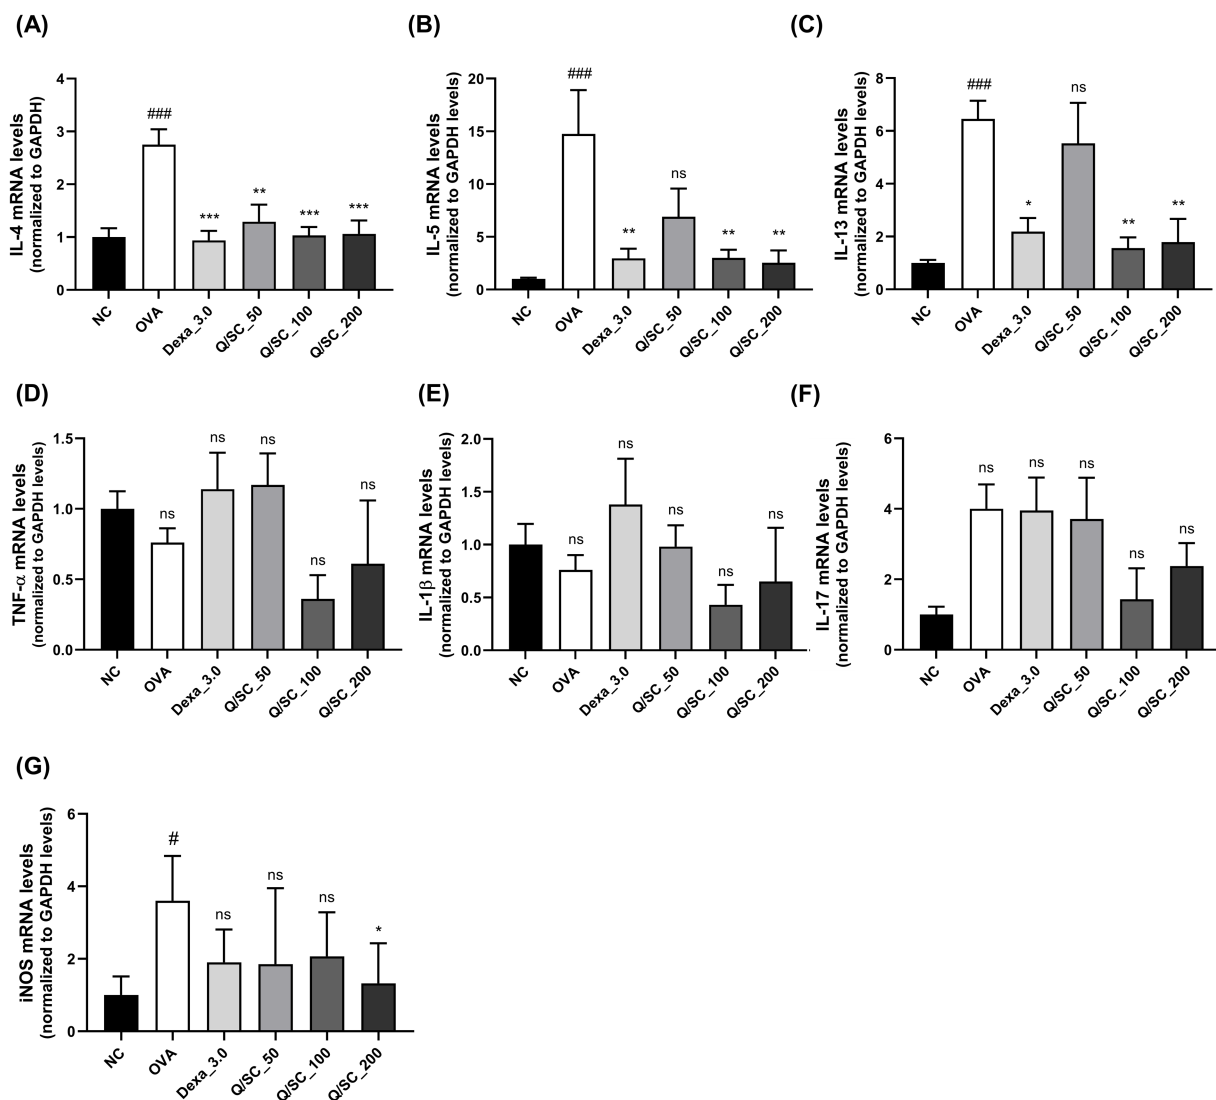 (A)
IL-4 mRNA levels
(normalized to GAPDH)
4
3
2
1
0
###
***
**
***
***
NC
OVA
Dexa_3.0
Q/SC_50
Q/SC_100
Q/SC_200
(B)
IL-5 mRNA levels
(normalized to GAPDH levels)
20
15
10
5
0
###
**
ns
**
**
NC
OVA
Dexa_3.0
Q/SC_50
Q/SC_100
Q/SC_200
(C)
IL-13 mRNA levels
(normalized to GAPDH levels)
8
6
4
2
0
###
*
ns
**
**
NC
OVA
Dexa_3.0
Q/SC_50
Q/SC_100
Q/SC_200
(D)
TNF-α mRNA levels
(normalized to GAPDH levels)
1.5
1.0
0.5
0.0
ns
ns
ns
ns
ns
NC
OVA
Dexa_3.0
Q/SC_50
Q/SC_100
Q/SC_200
(E)
IL-1β mRNA levels
(normalized to GAPDH levels)
2.0
1.5
1.0
0.5
0.0
ns
ns
ns
ns
ns
NC
OVA
Dexa_3.0
Q/SC_50
Q/SC_100
Q/SC_200
(F)
IL-17 mRNA levels
(normalized to GAPDH levels)
6
4
2
0
ns
ns
ns
ns
ns
NC
OVA
Dexa_3.0
Q/SC_50
Q/SC_100
Q/SC_200
(G)
iNOS mRNA levels
(normalized to GAPDH levels)
6
4
2
0
#
ns
ns
ns
*
NC
OVA
Dexa_3.0
Q/SC_50
Q/SC_100
Q/SC_200